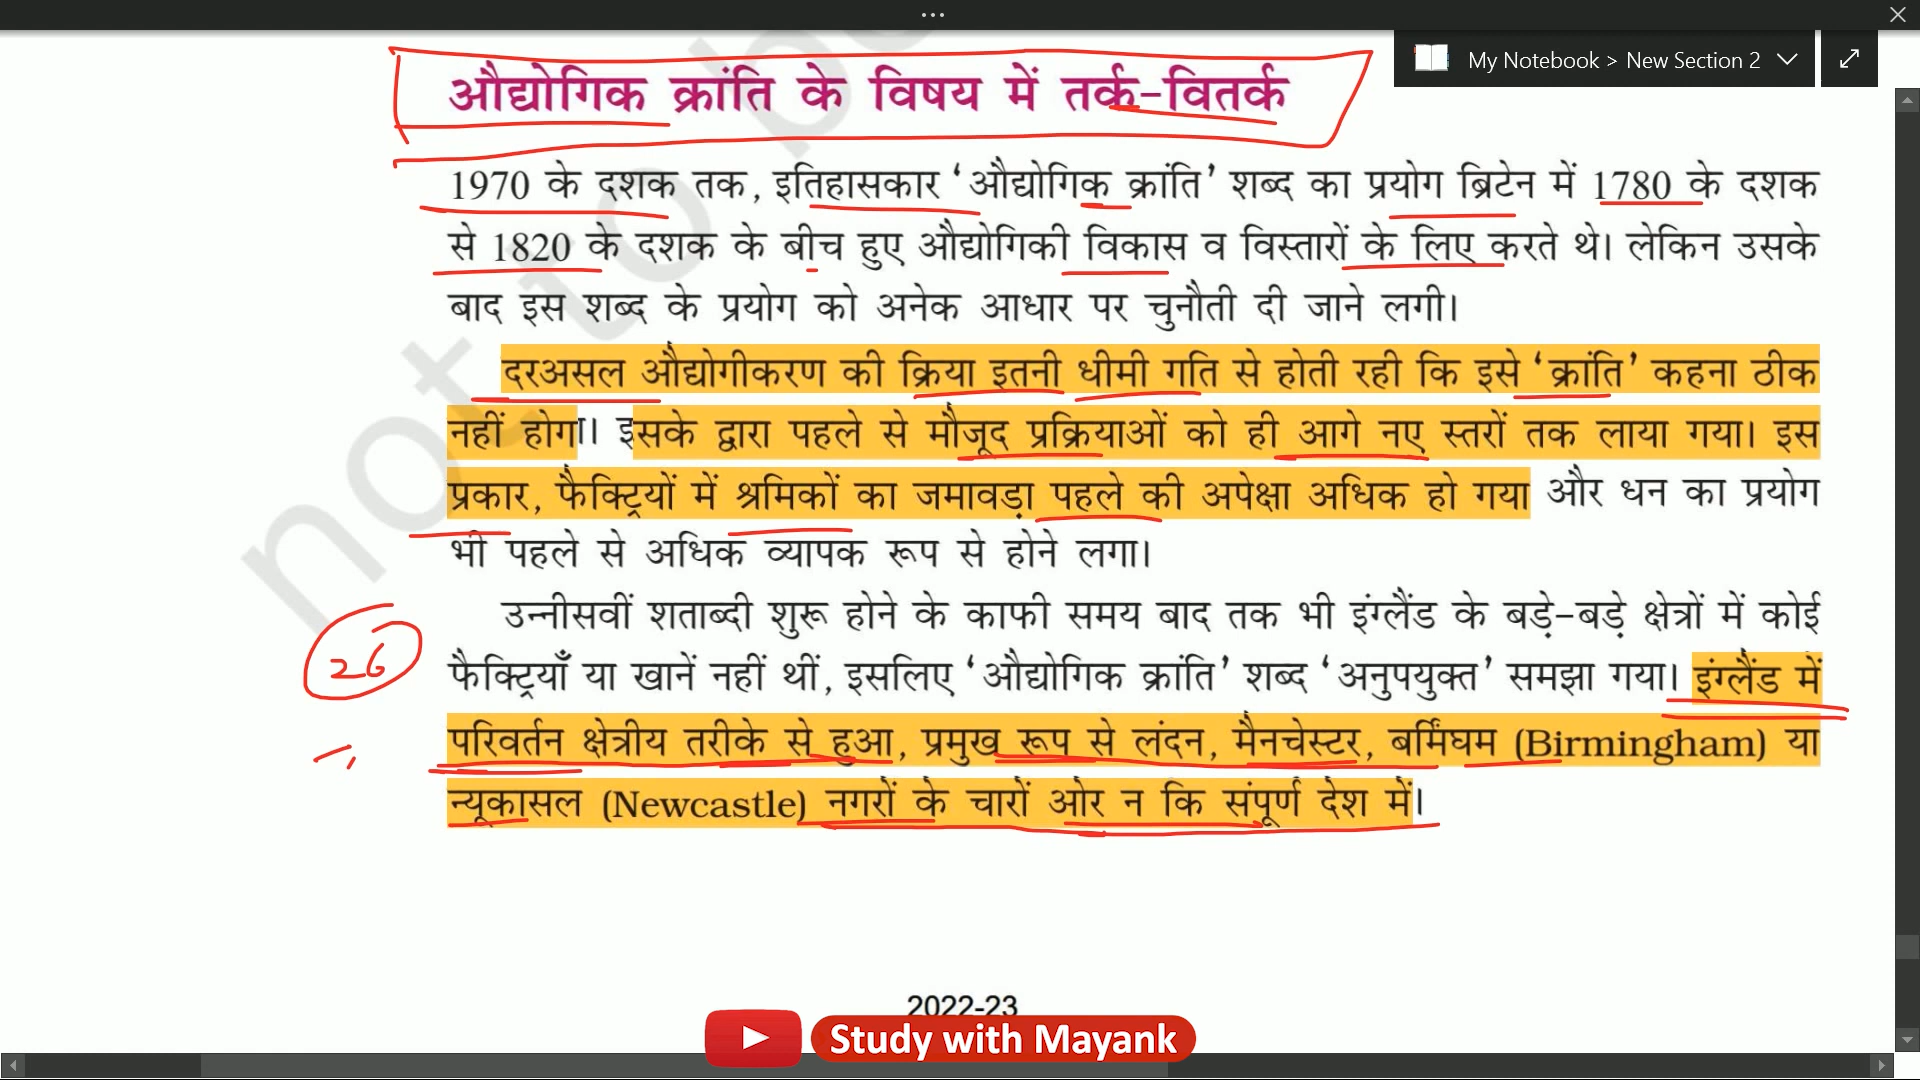 ...
My Notebook > New Section 2
औद्योगिक क्रांति के विषय में तर्क-वितर्क
1970 के दशक तक, इतिहासकार ‘औद्योगिक क्रांति’ शब्द का प्रयोग ब्रिटेन में 1780 के दशक
से 1820 के दशक के बीच हुए औद्योगिकी विकास व विस्तारों के लिए करते थे। लेकिन उसके
बाद इस शब्द के प्रयोग को अनेक आधार पर चुनौती दी जाने लगी।
दरअसल औद्योगीकरण की क्रिया इतनी धीमी गति से होती रही कि इसे ‘क्रांति’ कहना ठीक
नहीं होगा। इसके द्वारा पहले से मौजूद प्रक्रियाओं को ही आगे नए स्तरों तक लाया गया। इस
प्रकार, फैक्ट्रियों में श्रमिकों का जमावड़ा पहले की अपेक्षा अधिक हो गया और धन का प्रयोग
भी पहले से अधिक व्यापक रूप से होने लगा।
उन्नीसवीं शताब्दी शुरू होने के काफी समय बाद तक भी इंग्लैंड के बड़े-बड़े क्षेत्रों में कोई
फैक्ट्रियाँ या खानें नहीं थीं, इसलिए ‘औद्योगिक क्रांति’ शब्द ‘अनुपयुक्त’ समझा गया। इंग्लैंड में
परिवर्तन क्षेत्रीय तरीके से हुआ, प्रमुख रूप से लंदन, मैनचेस्टर, बर्मिंघम (Birmingham) या
न्यूकासल (Newcastle) नगरों के चारों ओर न कि संपूर्ण देश में।
26
not to be
2022-23
Study with Mayank